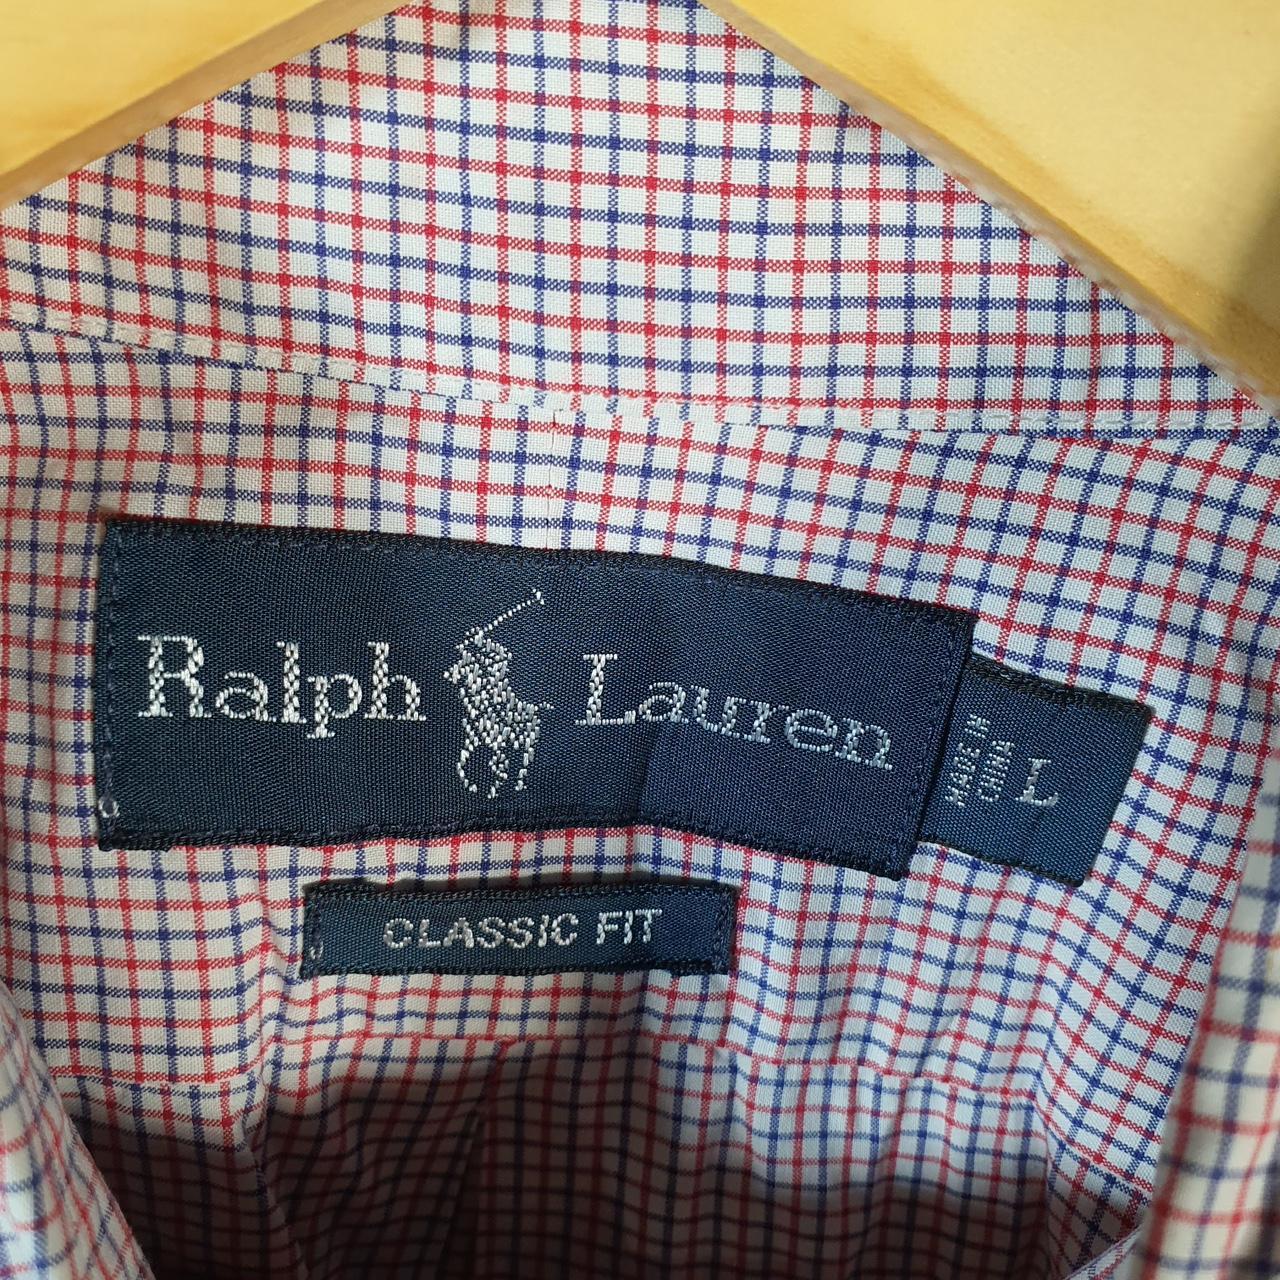 Ralph Lauren
MADE IN
CHINA
L
CLASSIC FIT